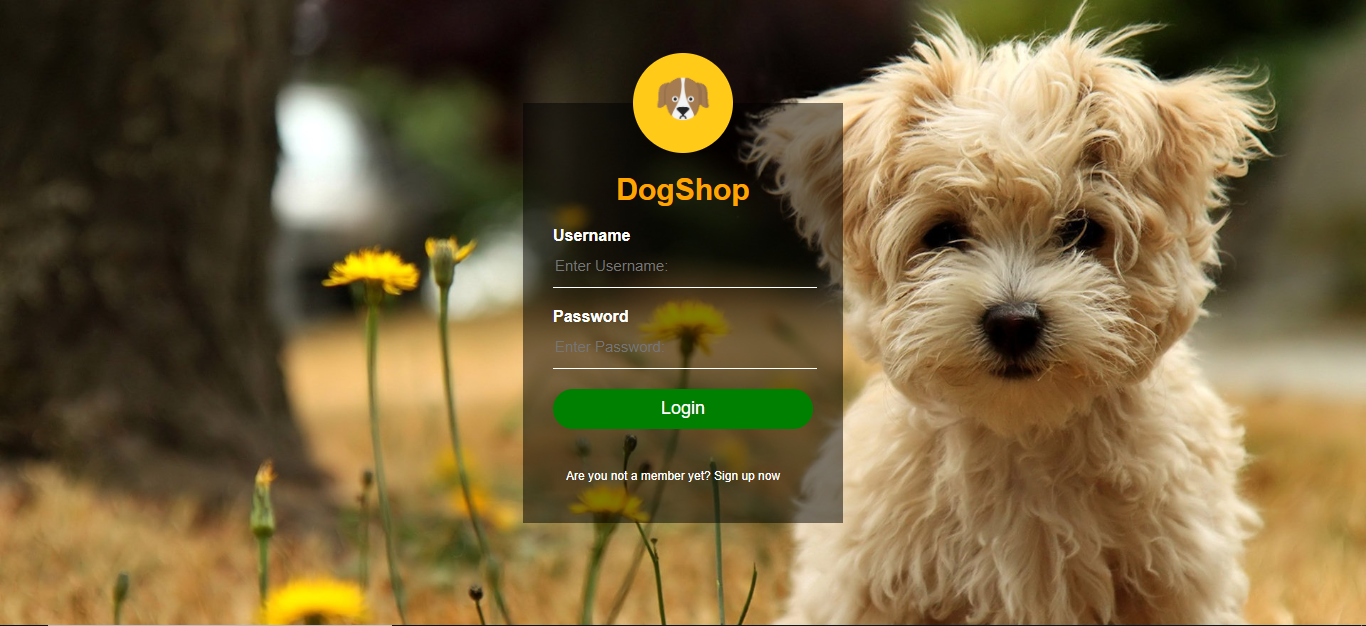 DogShop
Username
Enter Username:
Password
Enter Password:
Login
Are you not a member yet? Sign up now